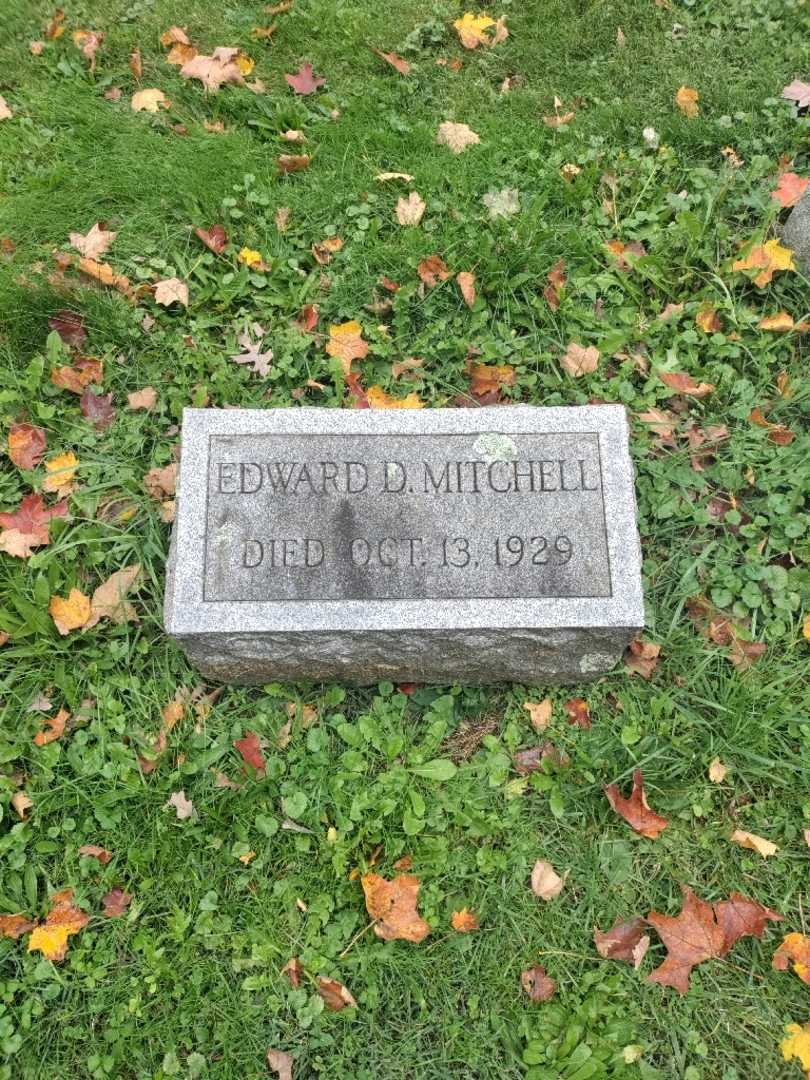 EDWARD D. MITCHELL
DIED OCT. 13, 1929